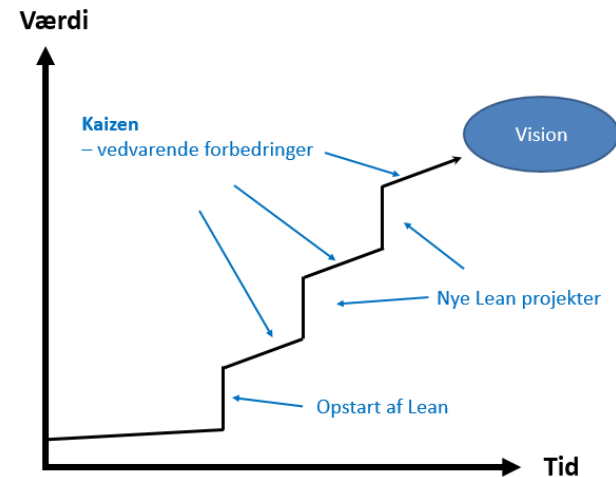 Værdi
Kaizen
– vedvarende forbedringer
Vision
Nye Lean projekter
Opstart af Lean
Tid